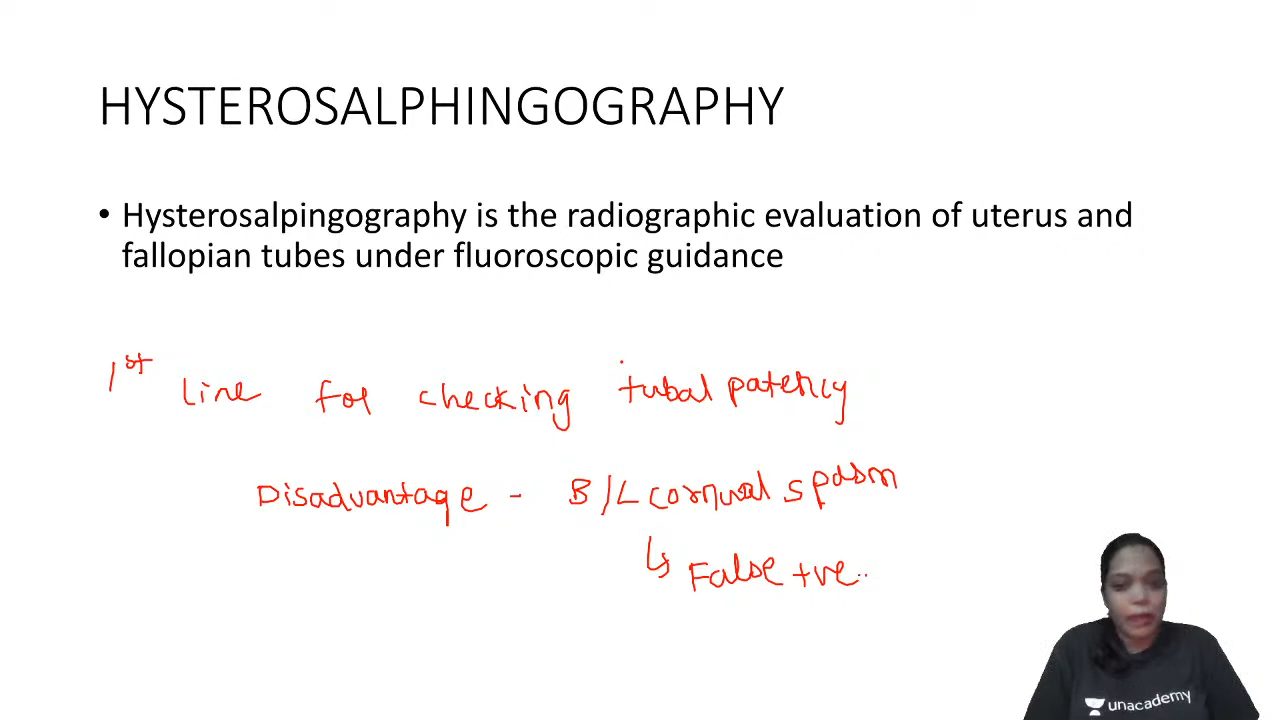 HYSTEROSALPHINGOGRAPHY
• Hysterosalpingography is the radiographic evaluation of uterus and
fallopian tubes under fluoroscopic guidance
1st line for checking tubal patency
Disadvantage - B/L cornual spasm
↳ False +ve
unacademy